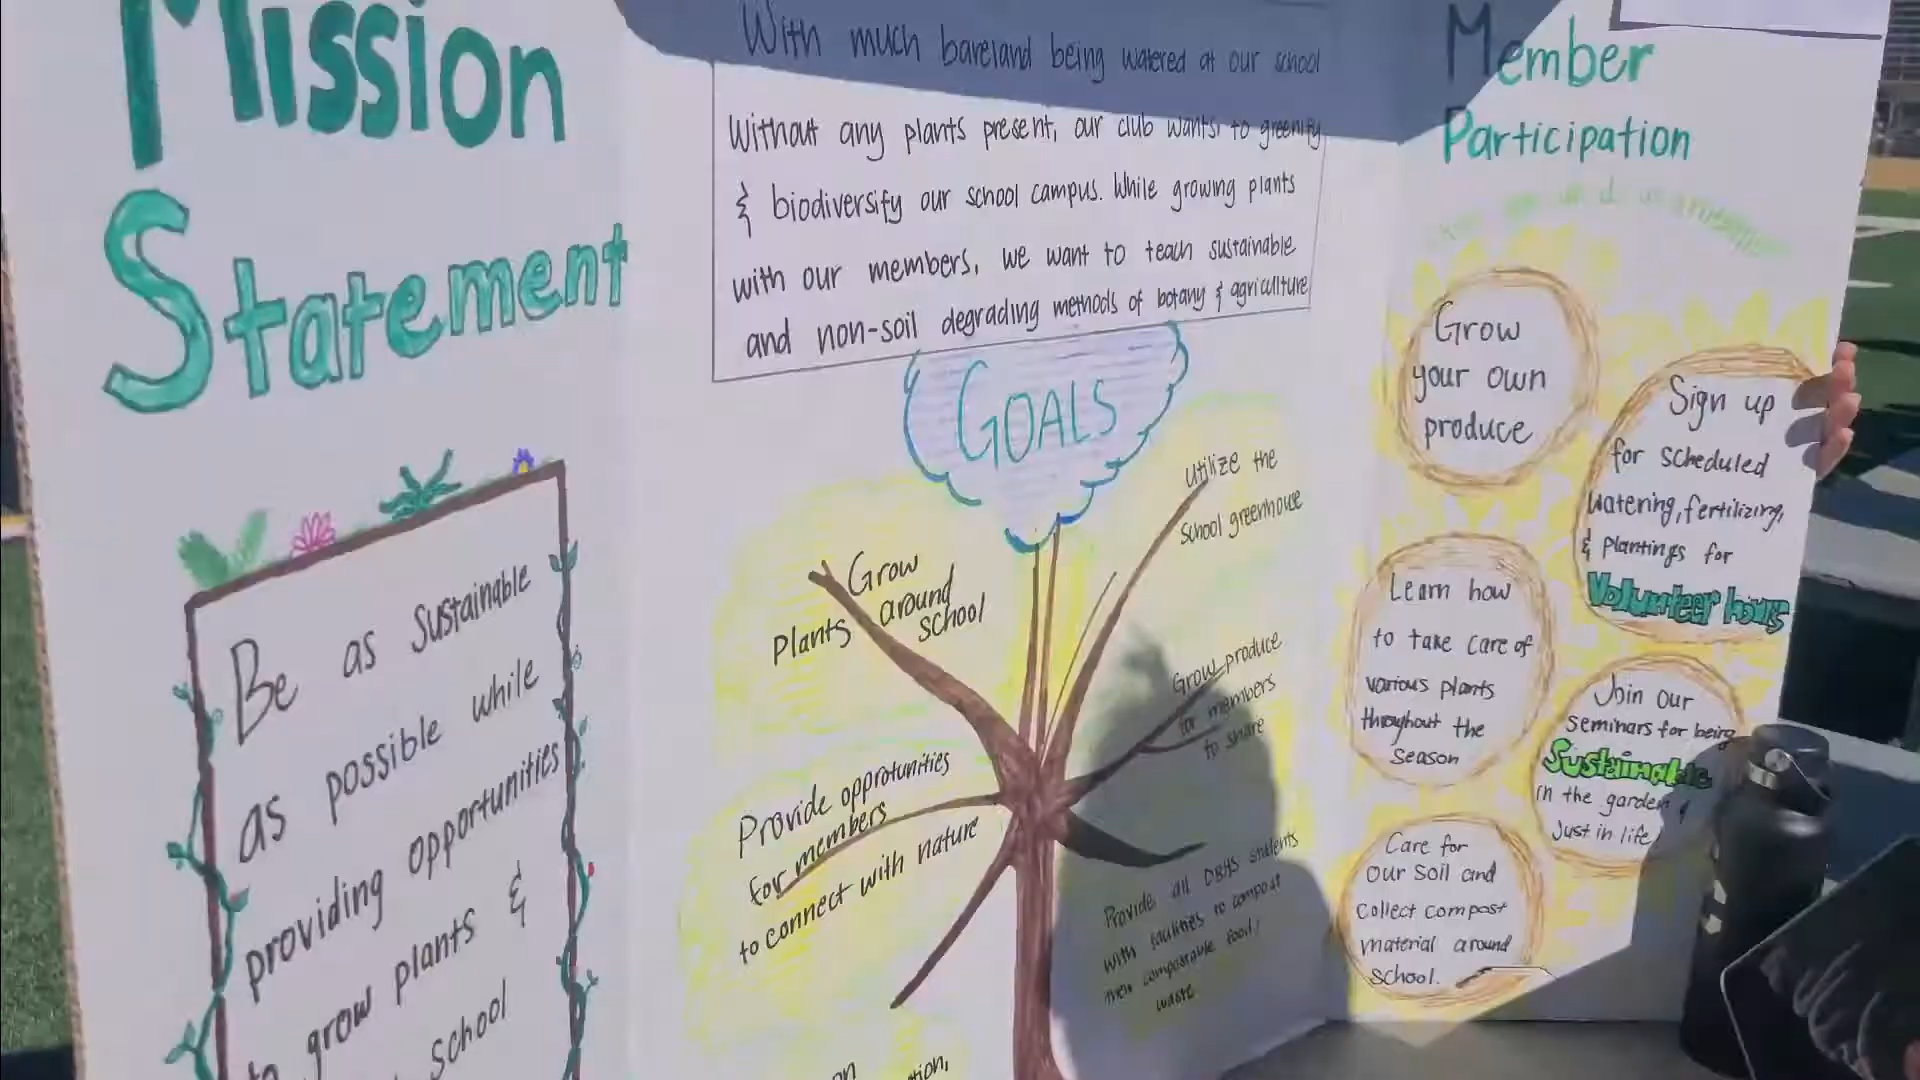 Mission
Statement
Be as sustainable
as possible while
providing opportunities
to grow plants &
school
With much bareland being watered at our school
Without any plants present, our club wants to greenify
& biodiversify our school campus. While growing plants
with our members, we want to teach sustainable
and non-soil degrading methods of botany & agriculture
GOALS
Grow
Plants around
school
Utilize the
school greenhouse
Grow produce
for members
to share
Provide opprotunities
for members
to connect with nature
Provide all DBHS students
with facilities to compost
their compostable food/
waste
Member
Participation
Grow
your own
produce
Sign up
for scheduled
watering, fertilizing,
& plantings for
Volunteer hours
Learn how
to take care of
various plants
throughout the
season
Join our
seminars for being
Sustainable
in the garden &
just in life!
Care for
our soil and
collect compost
material around
school.